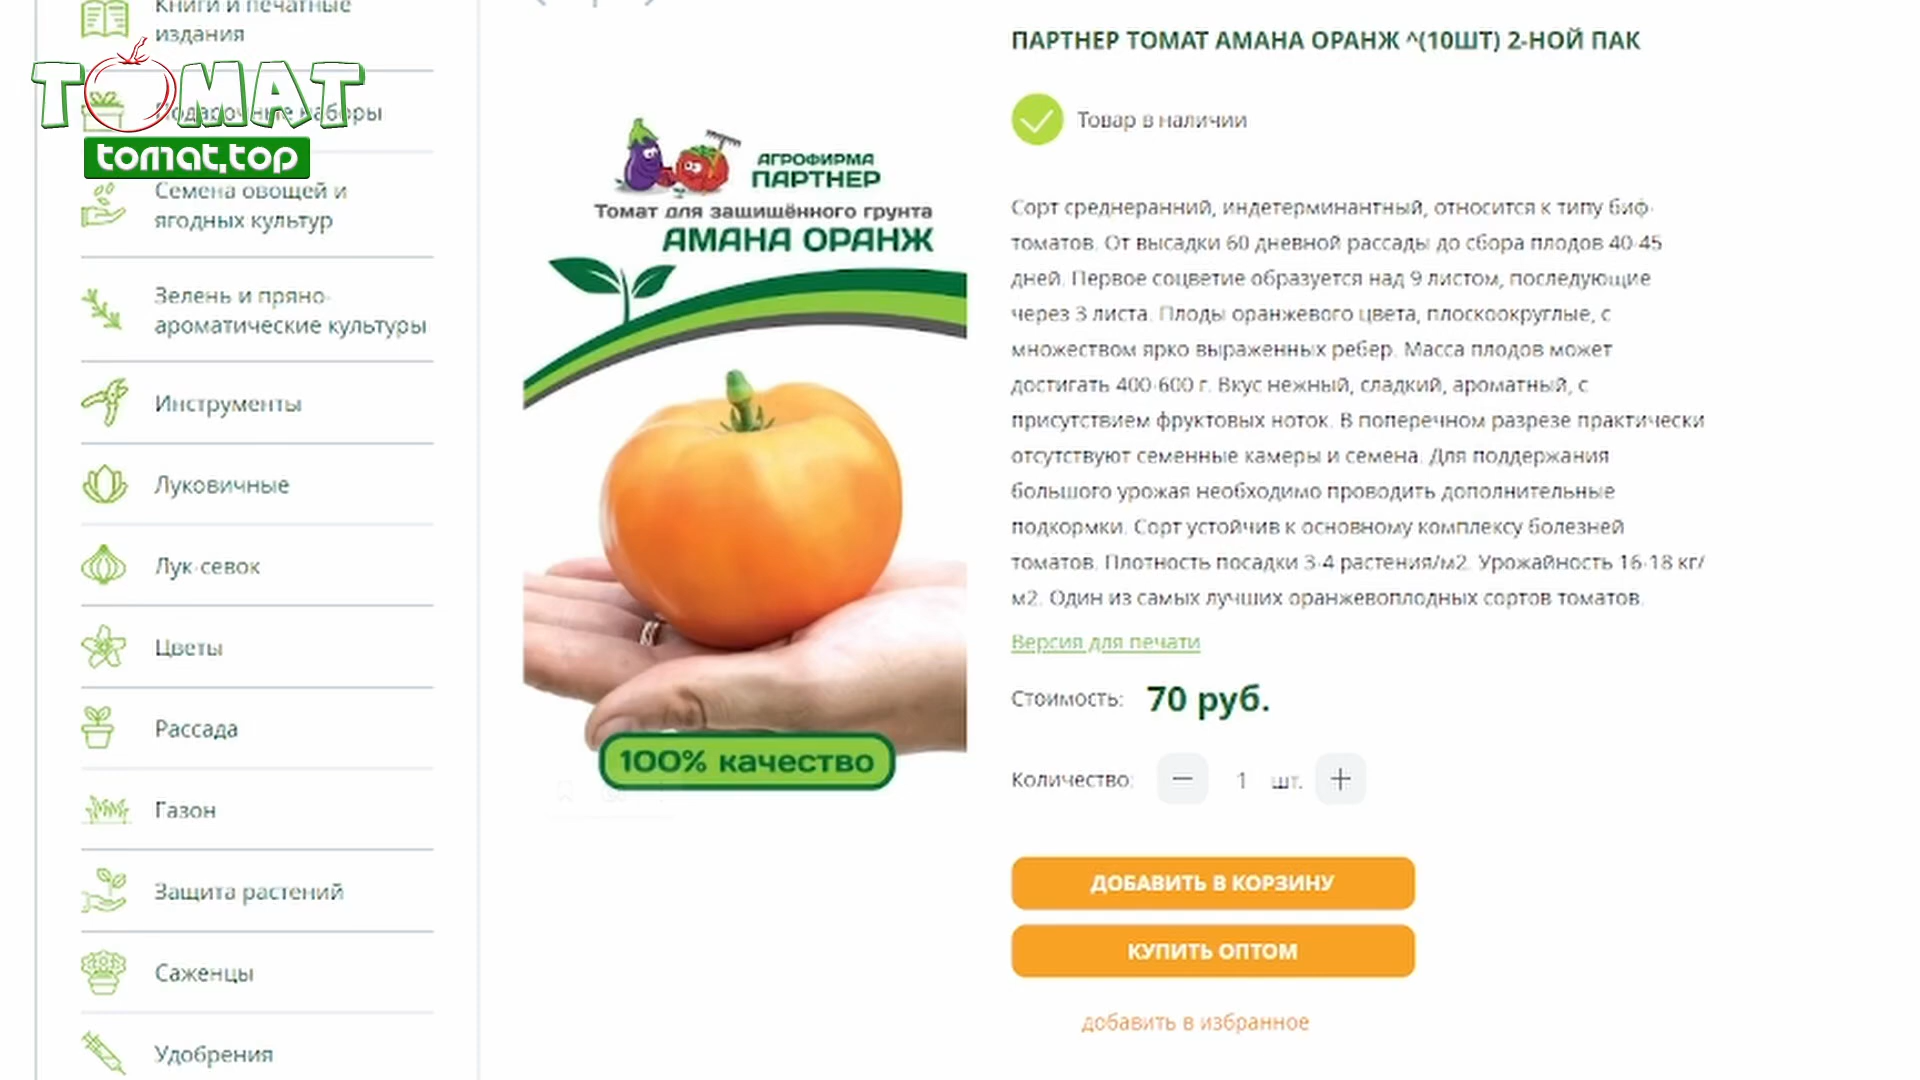 Книги и печатные
издания
Подарочные наборы
ТОМАТ
tomat.top
Семена овощей и
ягодных культур
Зелень и пряно-
ароматические культуры
Инструменты
Луковичные
Лук-севок
Цветы
Рассада
Газон
Защита растений
Саженцы
Удобрения
АГРОФИРМА
ПАРТНЕР
Томат для защищённого грунта
АМАНА ОРАНЖ
100% качество
ПАРТНЕР ТОМАТ АМАНА ОРАНЖ ^(10ШТ) 2-НОЙ ПАК
Товар в наличии
Сорт среднеранний, индетерминантный, относится к типу биф-
томатов. От высадки 60 дневной рассады до сбора плодов 40-45
дней. Первое соцветие образуется над 9 листом, последующие
через 3 листа. Плоды оранжевого цвета, плоскоокруглые, с
множеством ярко выраженных ребер. Масса плодов может
достигать 400-600 г. Вкус нежный, сладкий, ароматный, с
присутствием фруктовых ноток. В поперечном разрезе практически
отсутствуют семенные камеры и семена. Для поддержания
большого урожая необходимо проводить дополнительные
подкормки. Сорт устойчив к основному комплексу болезней
томатов. Плотность посадки 3-4 растения/м2. Урожайность 16-18 кг/
м2. Один из самых лучших оранжевоплодных сортов томатов.
Версия для печати
Стоимость: 70 руб.
Количество: − 1 шт. +
ДОБАВИТЬ В КОРЗИНУ
КУПИТЬ ОПТОМ
добавить в избранное